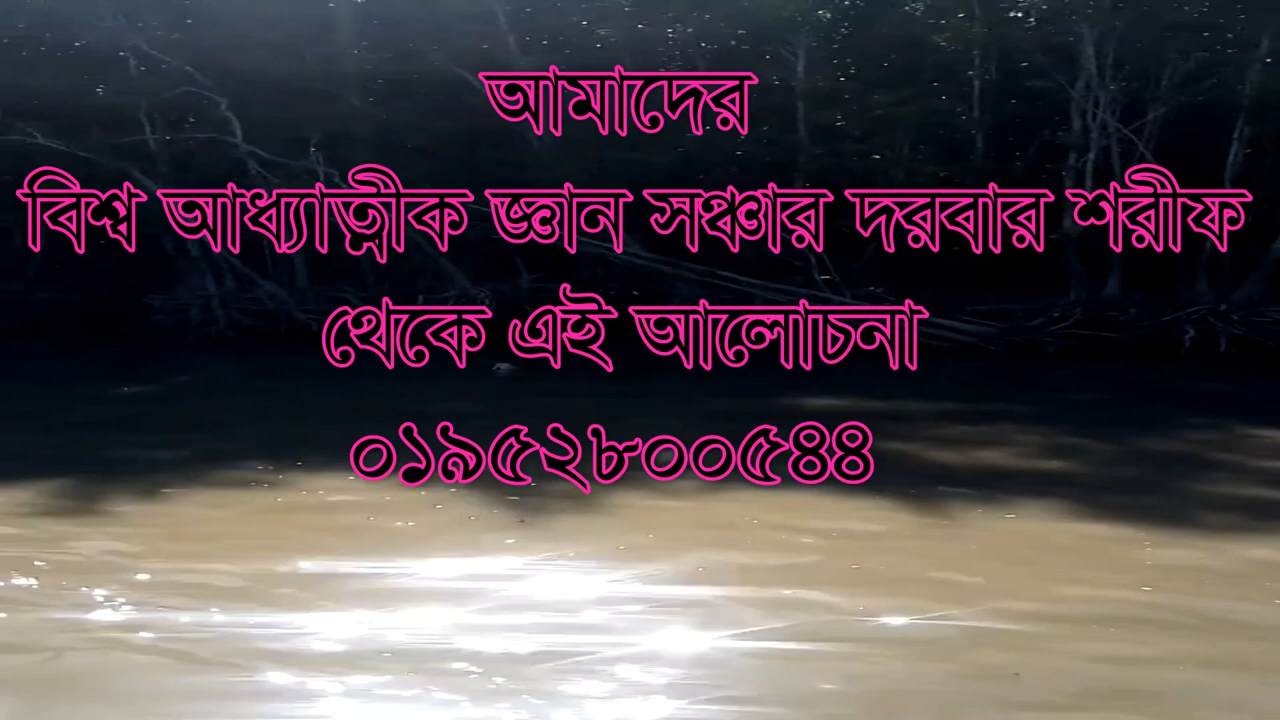 আমাদের
বিশ্ব আধ্যাত্নীক জ্ঞান সঞ্চার দরবার শরীফ
থেকে এই আলোচনা
০১৯৫২৮০০৫৪৪